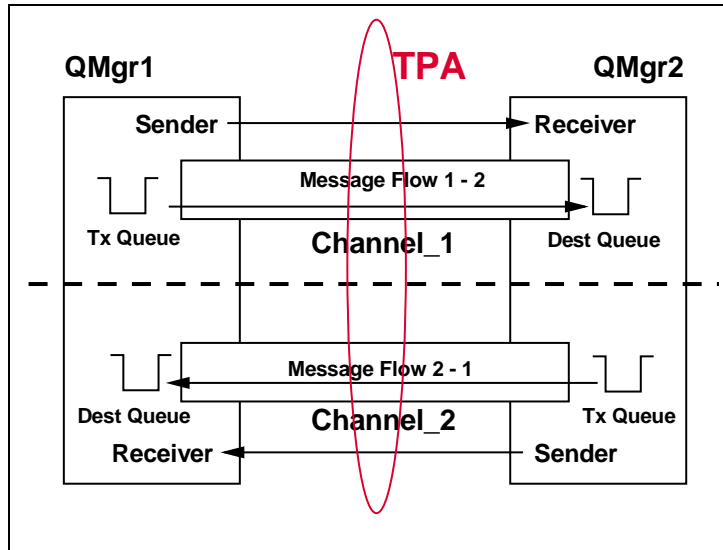 QMgr1
TPA
QMgr2
Sender
Receiver
Message Flow 1 - 2
Tx Queue
Channel_1
Dest Queue
Message Flow 2 - 1
Dest Queue
Channel_2
Tx Queue
Receiver
Sender